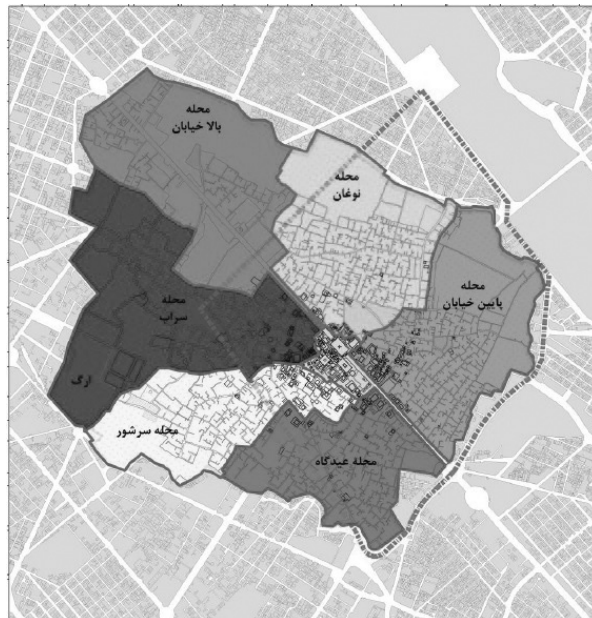 محله
بالا خیابان
محله
نوغان
محله
پایین خیابان
محله
سراب
ارگ
محله سرشور
محله عیدگاه